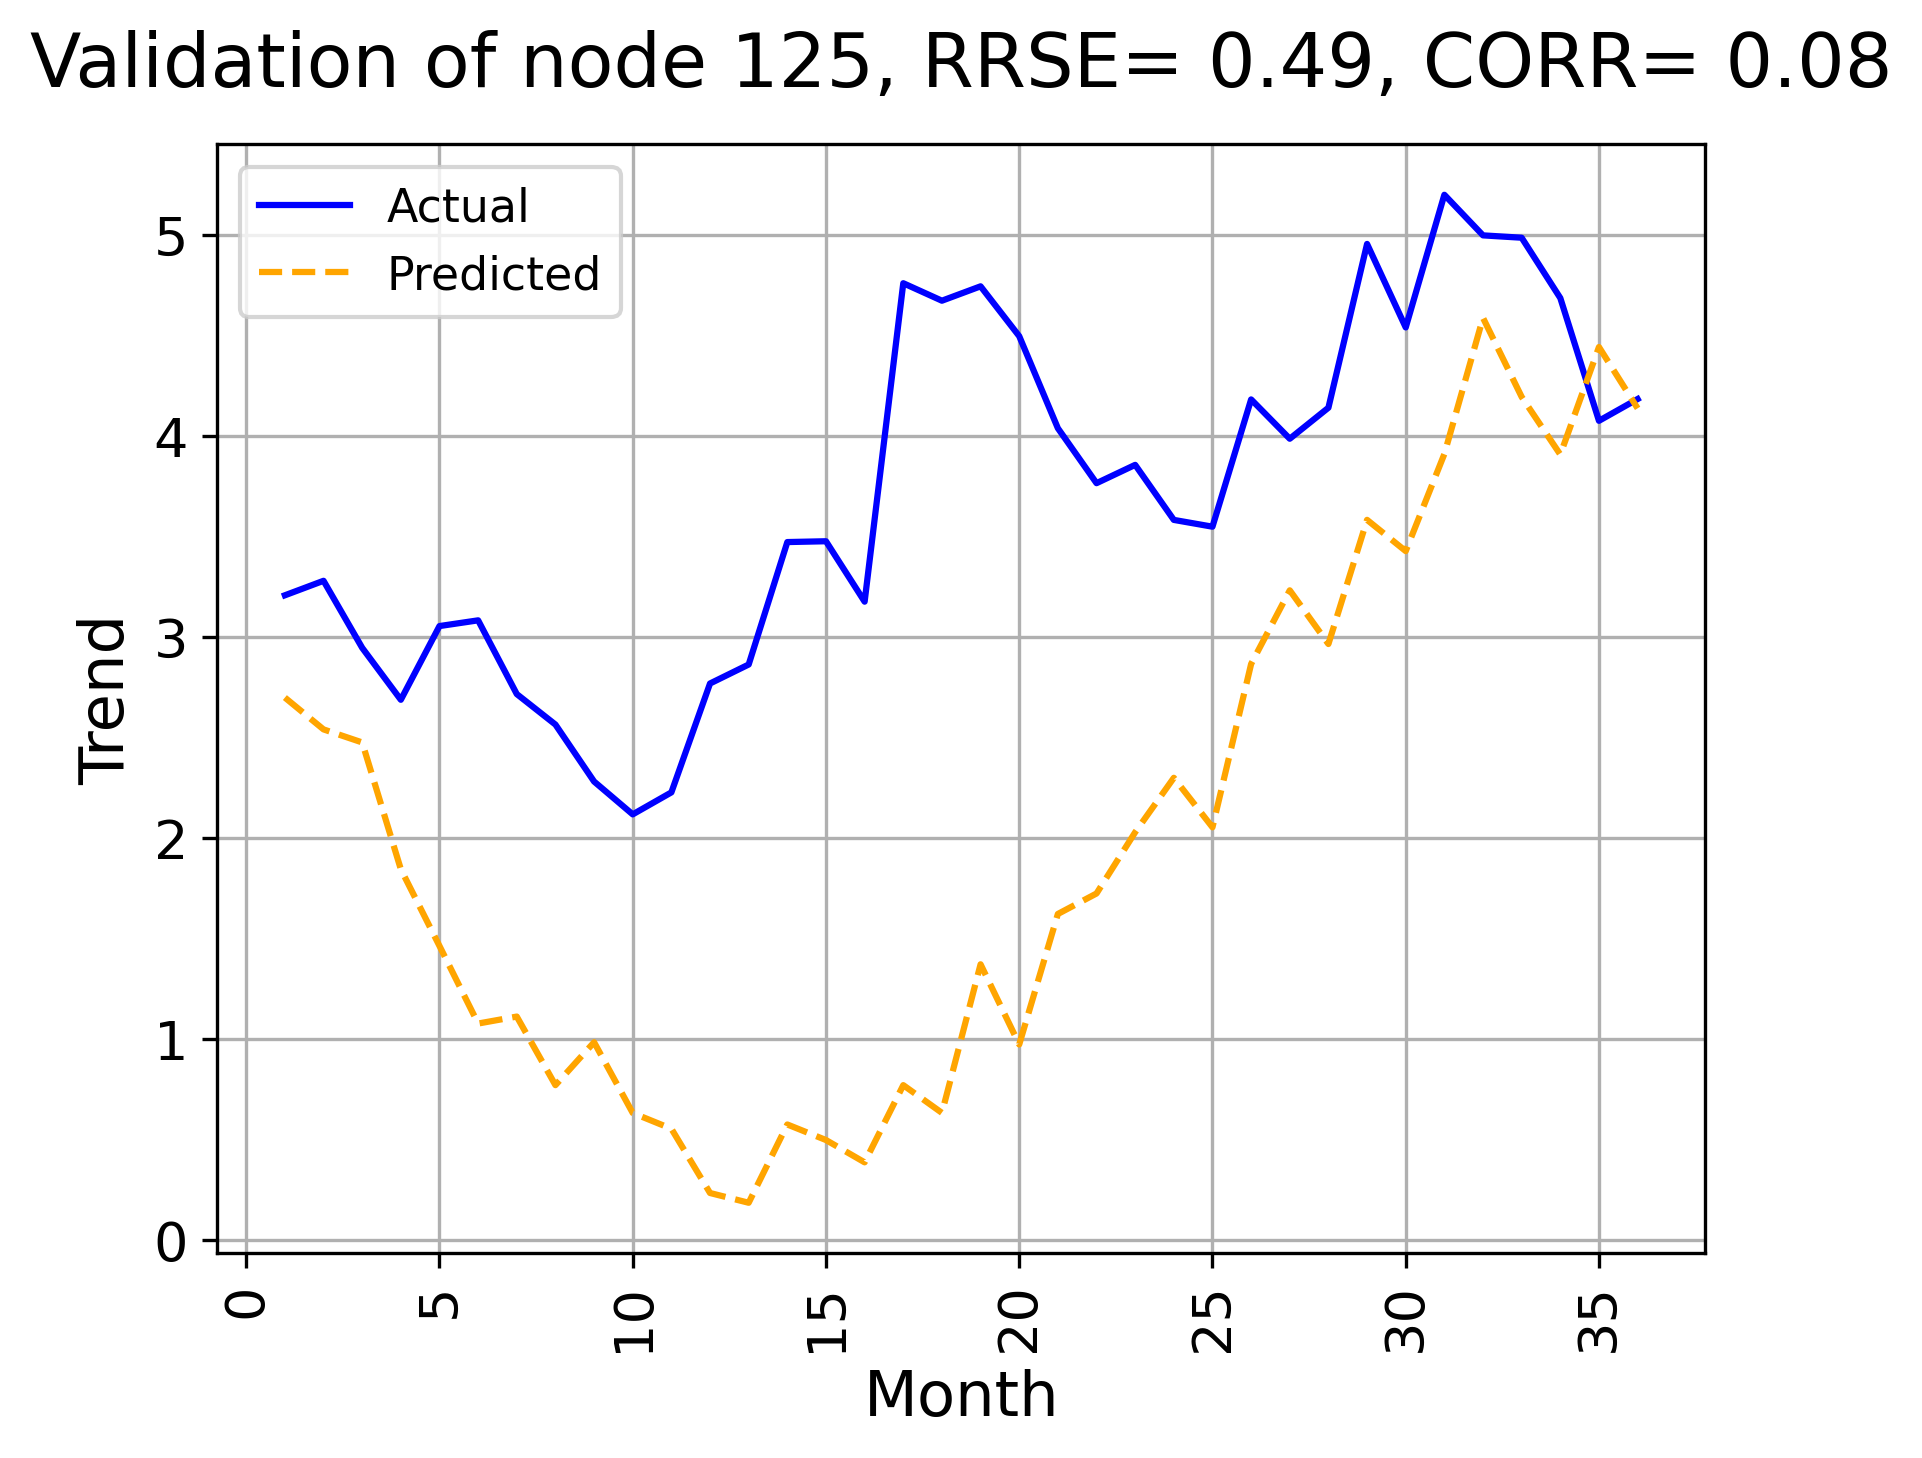 Validation of node 125, RRSE= 0.49, CORR= 0.08
Actual
Predicted
Trend
5
4
3
2
1
0
0
5
10
15
20
25
30
35
Month